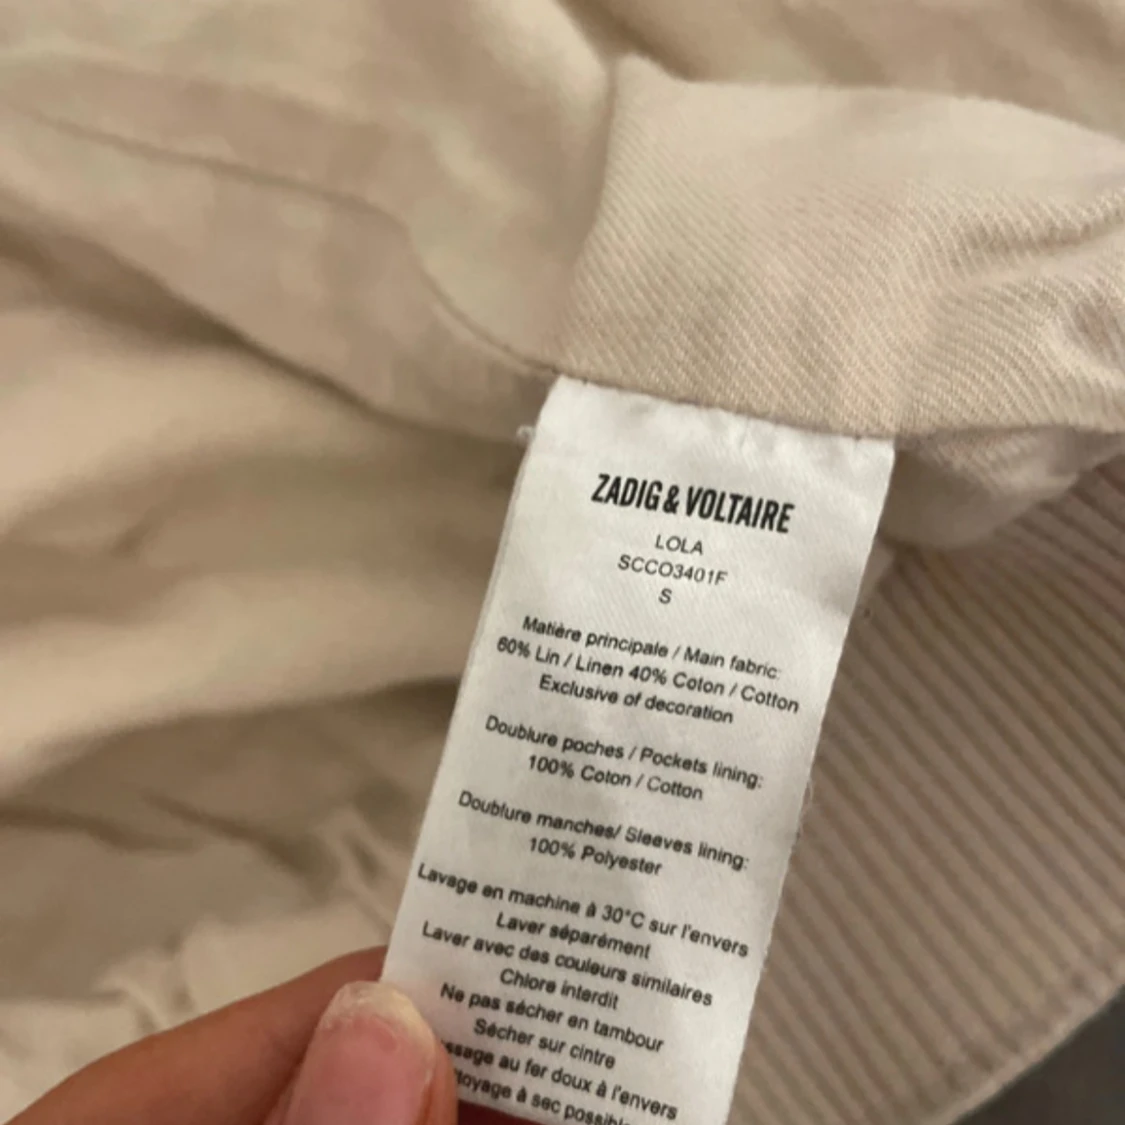 ZADIG & VOLTAIRE
LOLA
SCCO3401F
S
Matière principale / Main fabric:
60% Lin / Linen 40% Coton / Cotton
Exclusive of decoration
Doublure poches / Pockets lining:
100% Coton / Cotton
Doublure manches/ Sleeves lining:
100% Polyester
Lavage en machine à 30°C sur l'envers
Laver séparément
Laver avec des couleurs similaires
Chlore interdit
Ne pas sécher en tambour
Sécher sur cintre
au fer doux à l'envers
à sec